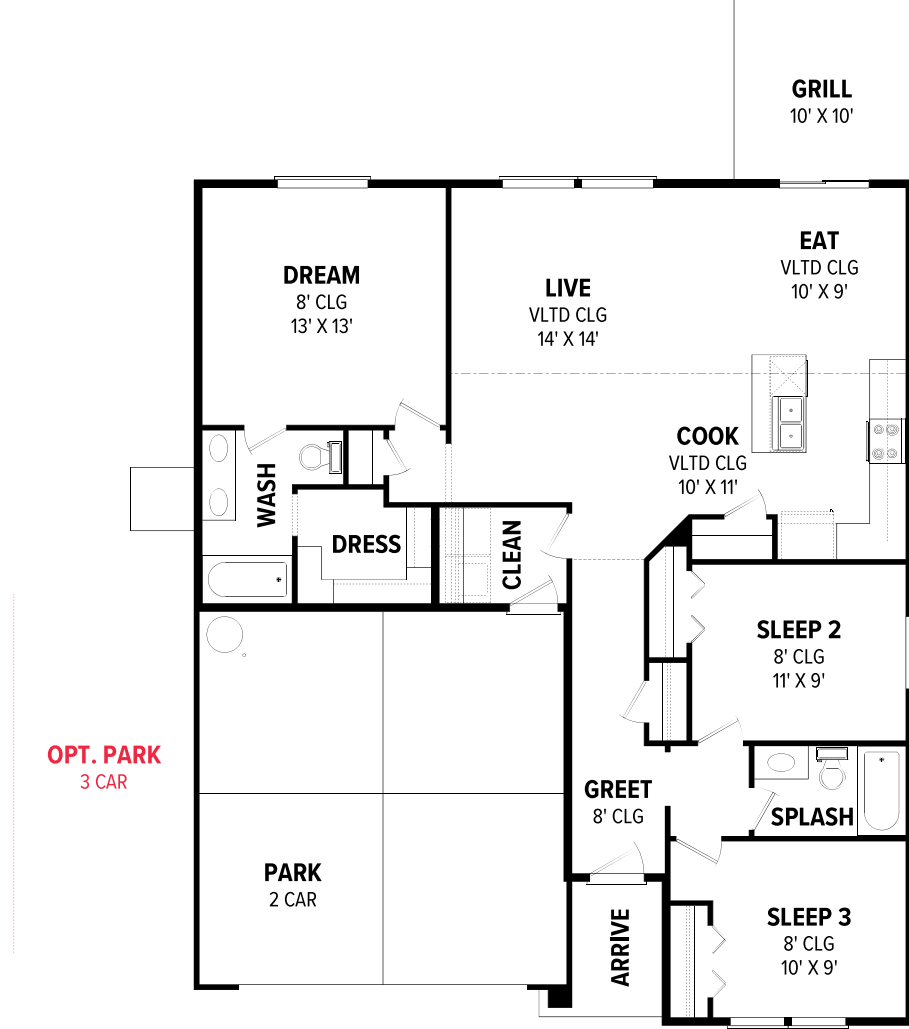 GRILL
10' X 10'
EAT
VLTD CLG
10' X 9'
DREAM
8' CLG
13' X 13'
LIVE
VLTD CLG
14' X 14'
COOK
VLTD CLG
10' X 11'
WASH
DRESS
CLEAN
SLEEP 2
8' CLG
11' X 9'
OPT. PARK
3 CAR
GREET
8' CLG
SPLASH
PARK
2 CAR
ARRIVE
SLEEP 3
8' CLG
10' X 9'